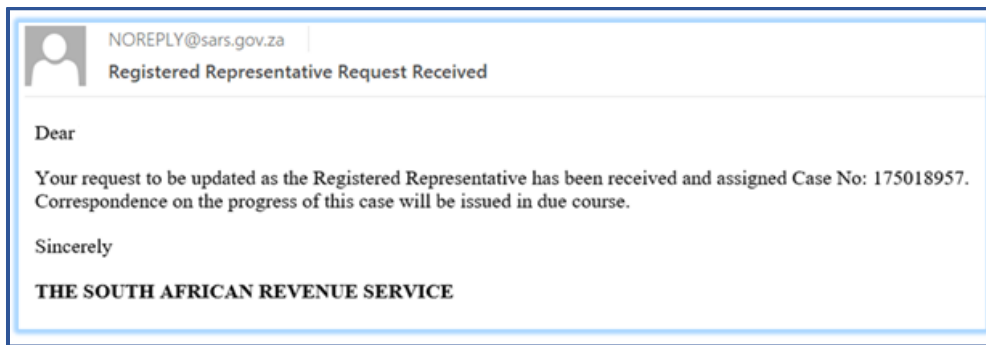 NOREPLY@sars.gov.za
Registered Representative Request Received
Dear
Your request to be updated as the Registered Representative has been received and assigned Case No: 175018957.
Correspondence on the progress of this case will be issued in due course.
Sincerely
THE SOUTH AFRICAN REVENUE SERVICE